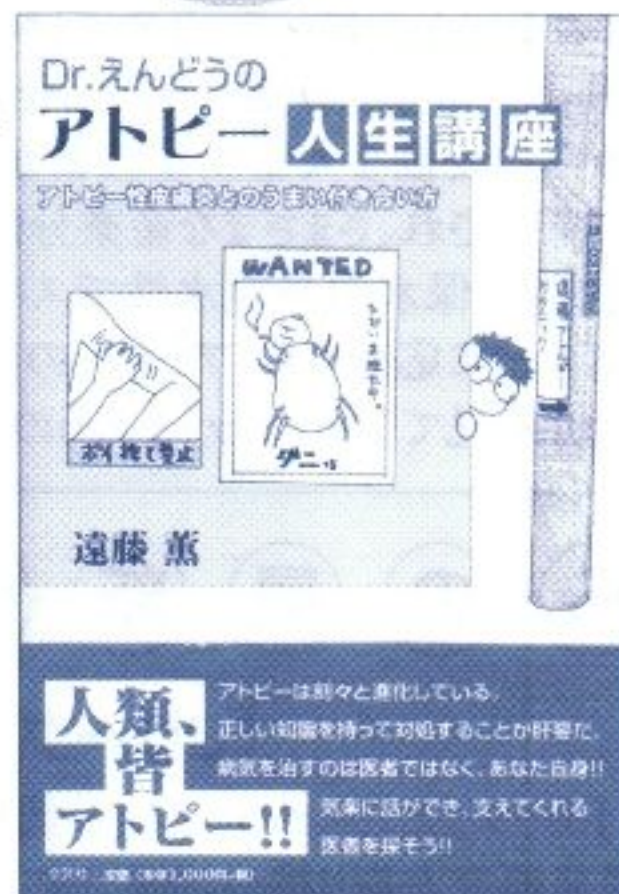 Dr.えんどうの
アトピー人生講座
アトピー性皮膚炎とのうまい付き合い方
WANTED
ダニ
ポイ捨て禁止
遠藤 薫
人類、
皆
アトピー!!
アトピーは刻々と進化している。
正しい知識を持って対処することが肝要だ。
病気を治すのは医者ではなく、あなた自身!!
気楽に話ができ、支えてくれる
医者を探そう!!